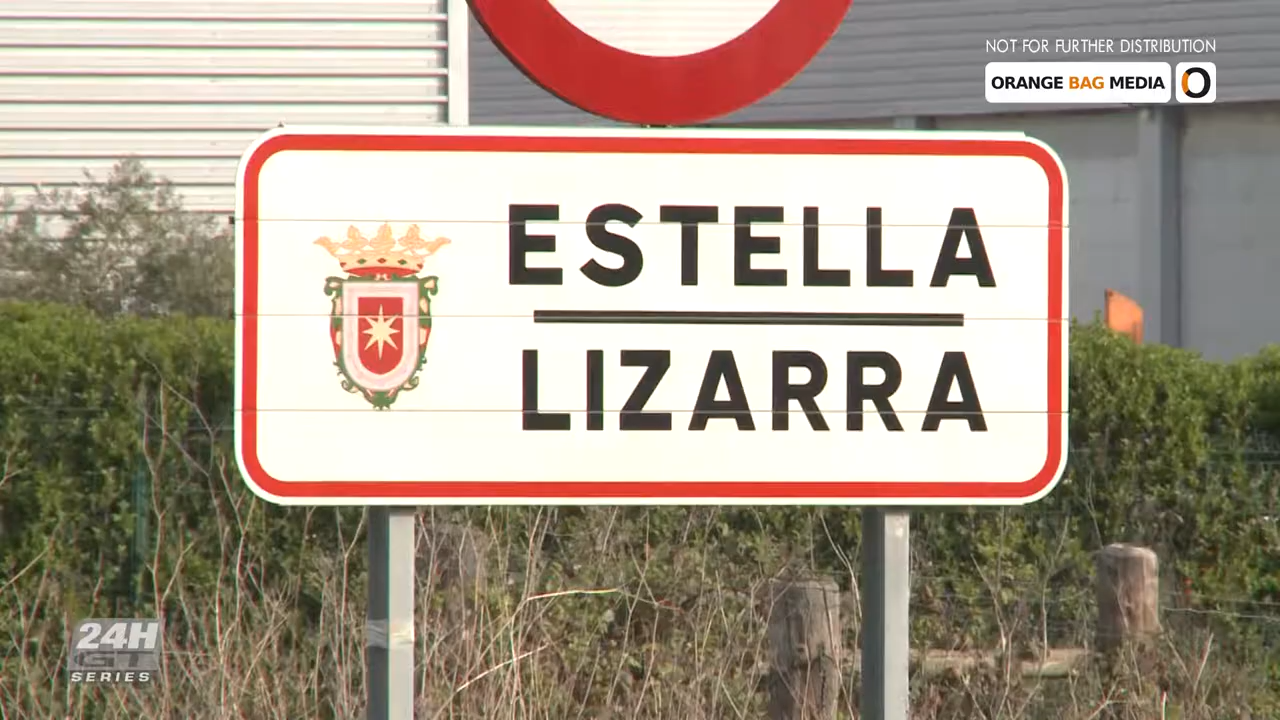 NOT FOR FURTHER DISTRIBUTION
ORANGE BAG MEDIA
ESTELLA
LIZARRA
24H
GT
SERIES